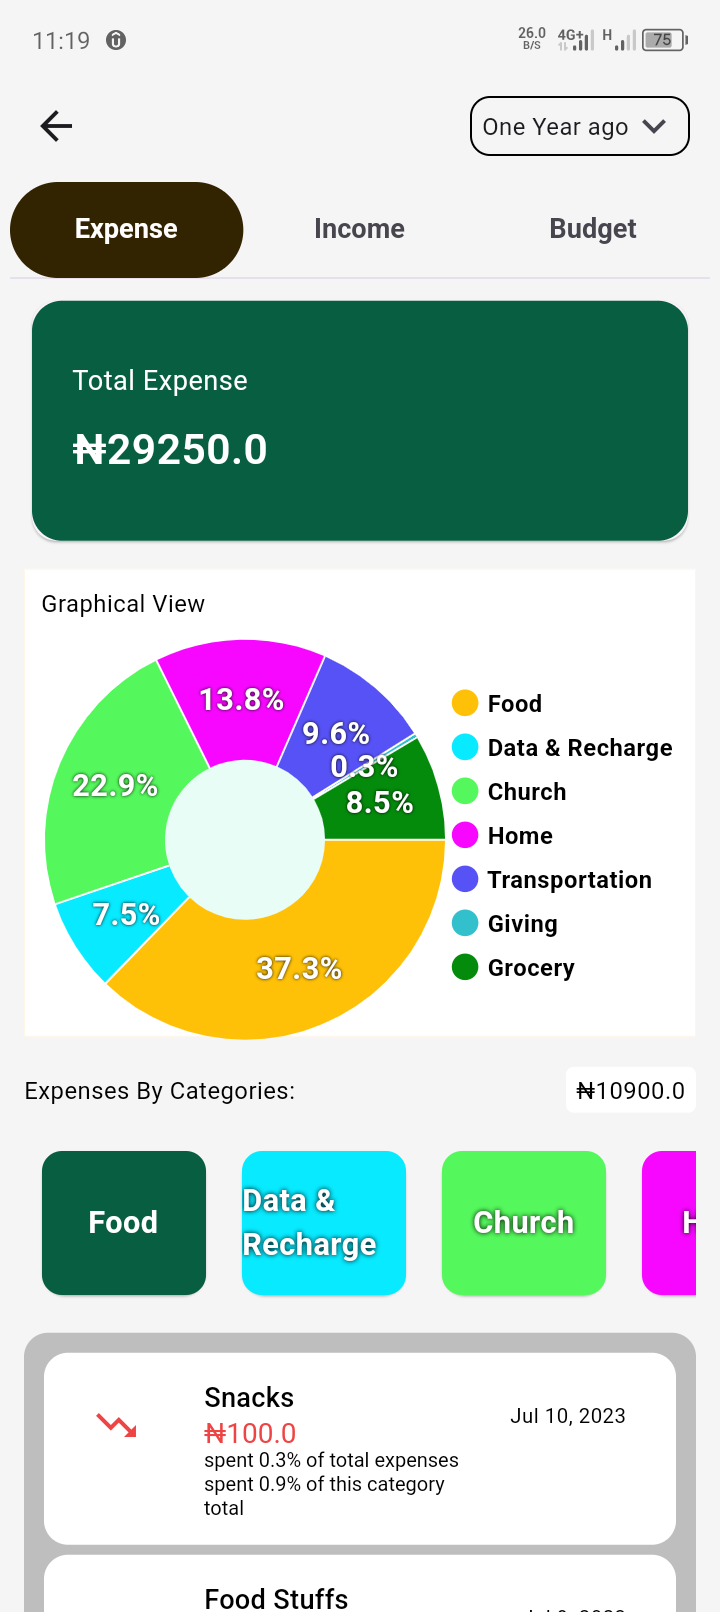 11:19
26.0
B/S
4G+
H
75
One Year ago
Expense
Income
Budget
Total Expense
₦29250.0
Graphical View
13.8%
9.6%
0.3%
8.5%
22.9%
7.5%
37.3%
Food
Data & Recharge
Church
Home
Transportation
Giving
Grocery
Expenses By Categories:
₦10900.0
Food
Data &
Recharge
Church
H
Snacks
Jul 10, 2023
₦100.0
spent 0.3% of total expenses
spent 0.9% of this category
total
Food Stuffs